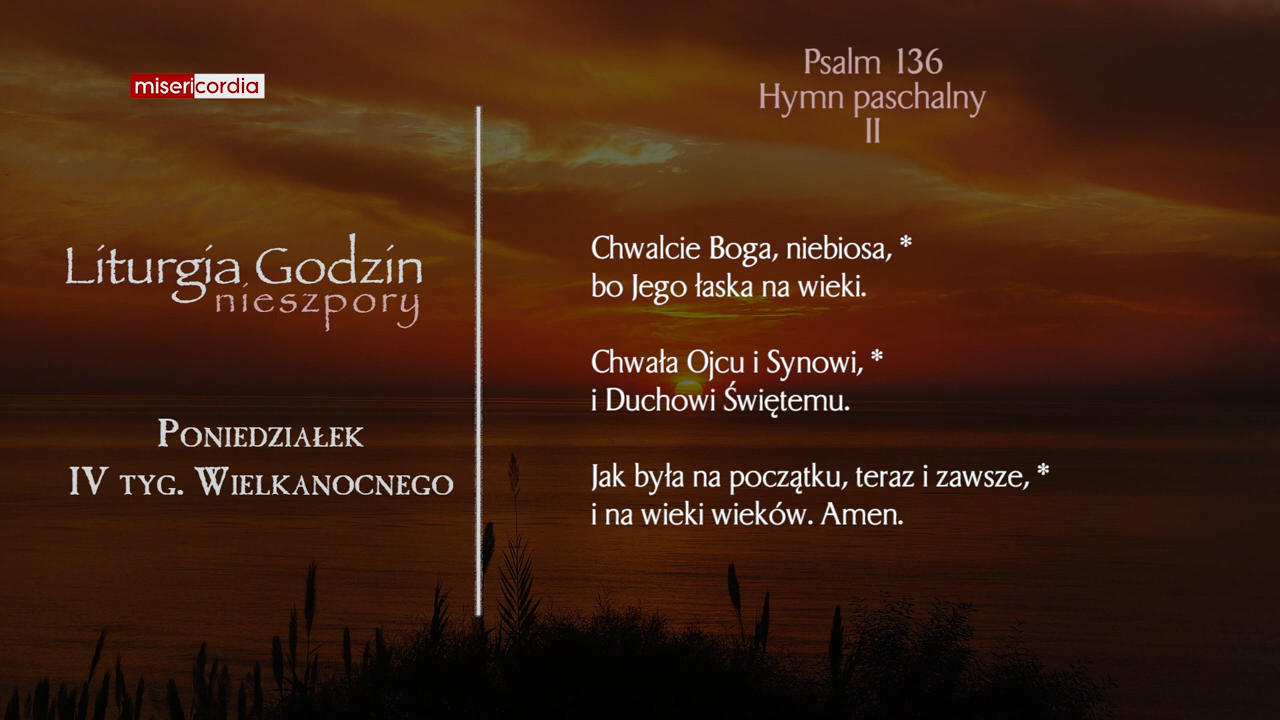 misericordia
Liturgia Godzin
nieszpory
Poniedziałek
IV tyg. Wielkanocnego
Psalm 136
Hymn paschalny
II
Chwalcie Boga, niebiosa, *
bo Jego łaska na wieki.
Chwała Ojcu i Synowi, *
i Duchowi Świętemu.
Jak była na początku, teraz i zawsze, *
i na wieki wieków. Amen.